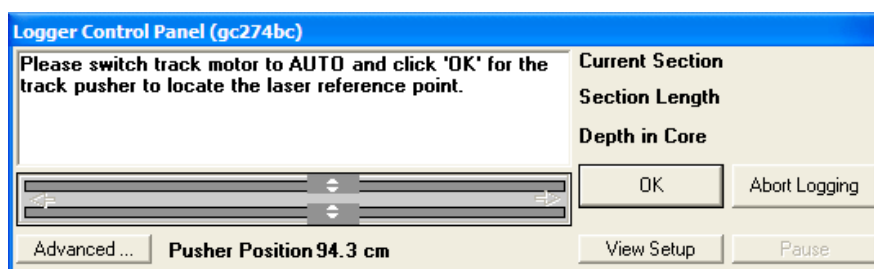 Logger Control Panel (gc274bc)
Please switch track motor to AUTO and click 'OK' for the
track pusher to locate the laser reference point.
Current Section
Section Length
Depth in Core
OK
Abort Logging
Advanced ...
Pusher Position 94.3 cm
View Setup
Pause